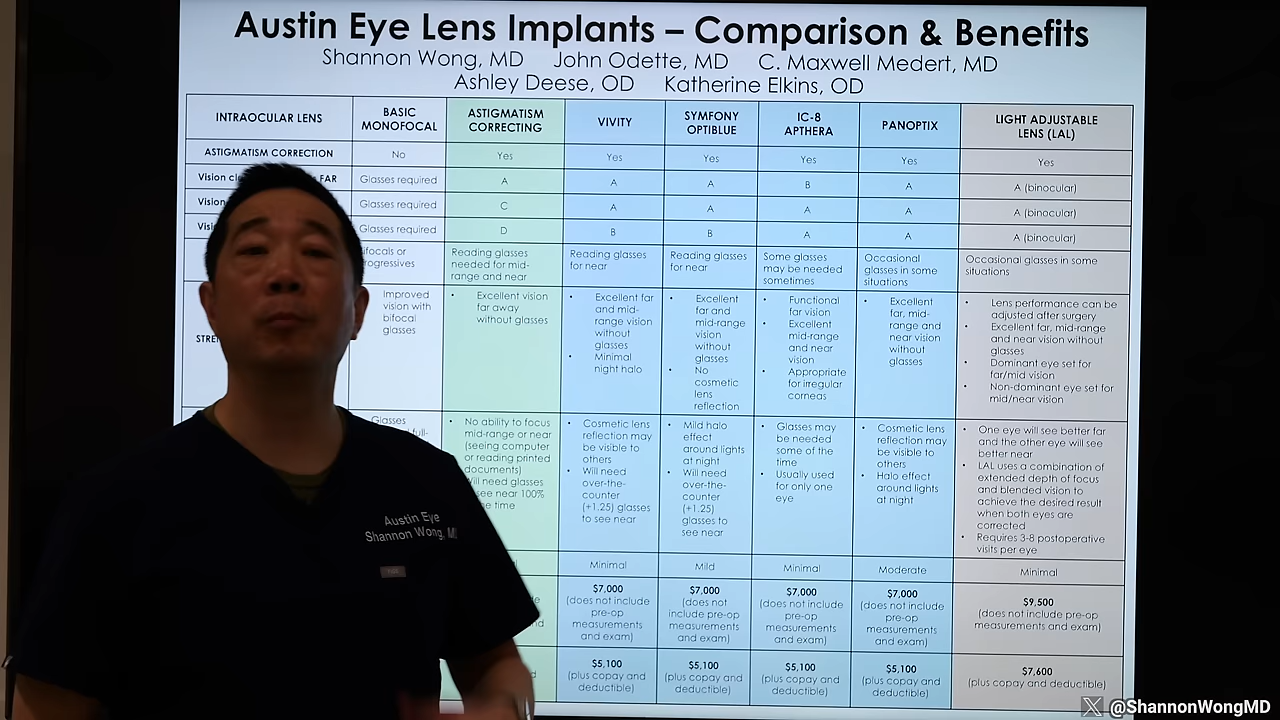 Austin Eye Lens Implants – Comparison & Benefits
Shannon Wong, MD John Odette, MD C. Maxwell Medert, MD
Ashley Deese, OD Katherine Elkins, OD
INTRAOCULAR LENS
BASIC
MONOFOCAL
ASTIGMATISM
CORRECTING
VIVITY
SYMFONY
OPTIBLUE
IC-8
APTHERA
PANOPTIX
LIGHT ADJUSTABLE
LENS (LAL)
ASTIGMATISM CORRECTION
No
Yes
Yes
Yes
Yes
Yes
Yes
Vision FAR
Glasses required
A
A
A
B
A
A (binocular)
Vision
Glasses required
C
A
A
A
A
A (binocular)
Glasses required
D
B
B
A
A
A (binocular)
or
Reading glasses
needed for mid-
range and near
Reading glasses
for near
Reading glasses
for near
Some glasses
may be needed
sometimes
Occasional
glasses in some
situations
Occasional glasses in some
situations
• Improved
vision with
bifocal
glasses
• Excellent vision
far away
without glasses
• Excellent far
and mid-
range vision
without
glasses
• Minimal
night halo
• Excellent
far and
mid-range
vision
without
glasses
• No
cosmetic
lens
reflection
• Functional
far vision
• Excellent
mid-range
and near
vision
• Appropriate
for irregular
corneas
• Excellent
far, mid-
range and
near vision
without
glasses
• Lens performance can be
adjusted after surgery
• Excellent far, mid-range
and near vision without
glasses
• Dominant eye set for
far/mid vision
• Non-dominant eye set for
mid/near vision
Glasses
full-
• No ability to focus
mid-range or near
(seeing computer
or reading printed
documents)
need glasses
see near 100%
time
• Cosmetic lens
reflection may
be visible to
others
• Will need
over-the-
counter
(+1.25) glasses
to see near
• Mild halo
effect
around lights
at night
• Will need
over-the-
counter
(+1.25)
glasses to
see near
• Glasses may
be needed
some of the
time
• Usually used
for only one
eye
• Cosmetic lens
reflection may
be visible to
others
• Halo effect
around lights
at night
• One eye will see better far
and the other eye will see
better near
• LAL uses a combination of
extended depth of focus
and blended vision to
achieve the desired result
when both eyes are
corrected
• Requires 3-8 postoperative
visits per eye
Minimal
Mild
Minimal
Moderate
Minimal
$7,000
(does not include
pre-op
measurements
and exam)
$7,000
(does not
include pre-op
measurements
and exam)
$7,000
(does not include
pre-op
measurements
and exam)
$7,000
(does not include
pre-op
measurements
and exam)
$9,500
(does not include pre-op
measurements and exam)
$5,100
(plus copay and
deductible)
$5,100
(plus copay and
deductible)
$5,100
(plus copay and
deductible)
$5,100
(plus copay and
deductible)
$7,600
(plus copay and deductible)
Austin Eye
Shannon Wong, MD
X @ShannonWongMD